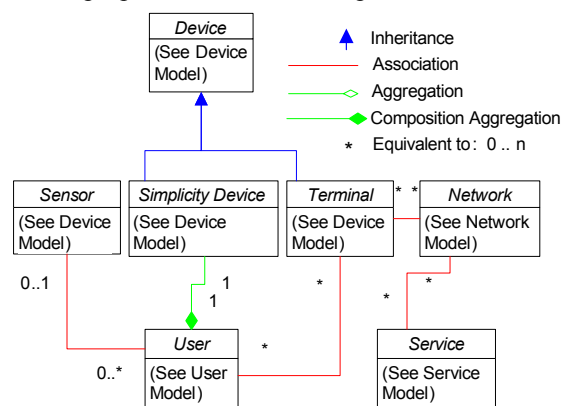 Device
(See Device
Model)
Inheritance
Association
Aggregation
Composition Aggregation
* Equivalent to: 0 .. n
Sensor
(See Device
Model)
Simplicity Device
(See Device
Model)
Terminal
(See Device
Model)
* *
Network
(See Network
Model)
0..1
1
1
*
*
*
*
0..*
User
(See User
Model)
Service
(See Service
Model)